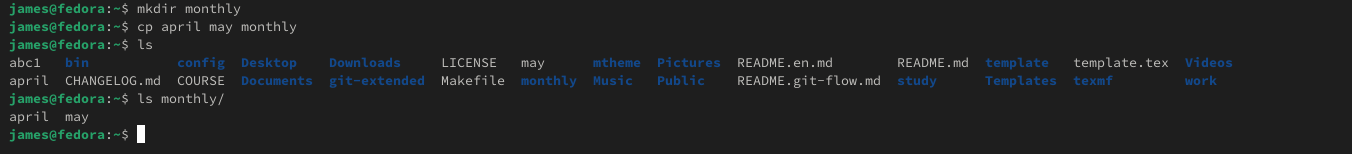 james@fedora:~$ mkdir monthly
james@fedora:~$ cp april may monthly
james@fedora:~$ ls
abc1   bin           config  Desktop    Downloads     LICENSE   may      mtheme  Pictures  README.en.md        README.md  template   template.tex  Videos
april  CHANGELOG.md  COURSE  Documents  git-extended  Makefile  monthly  Music   Public    README.git-flow.md  study      Templates  texmf         work
james@fedora:~$ ls monthly/
april  may
james@fedora:~$